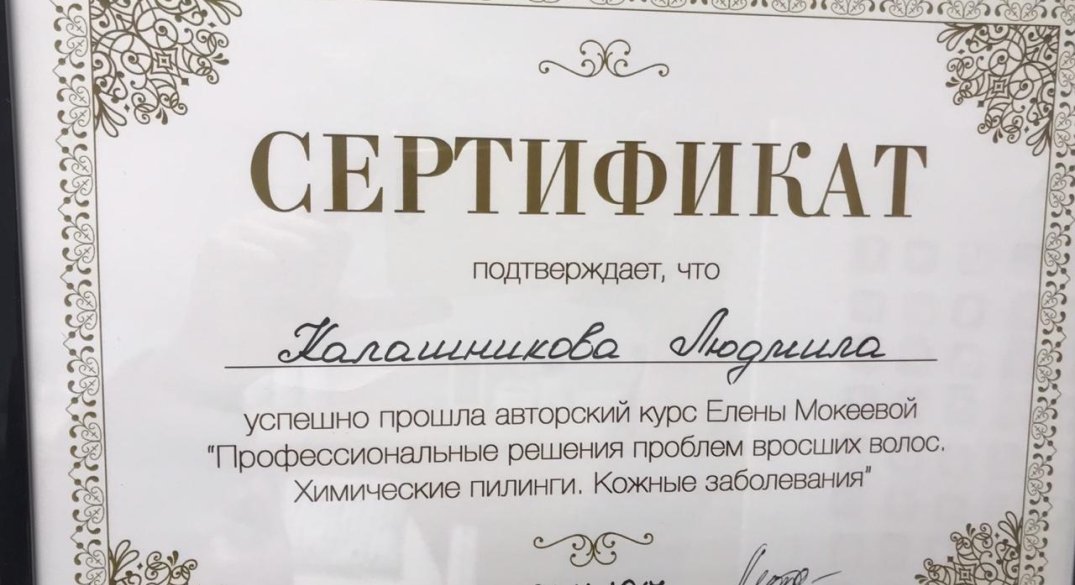 СЕРТИФИКАТ
подтверждает, что
Калашникова Людмила
успешно прошла авторский курс Елены Мокеевой
"Профессиональные решения проблем вросших волос.
Химические пилинги. Кожные заболевания"